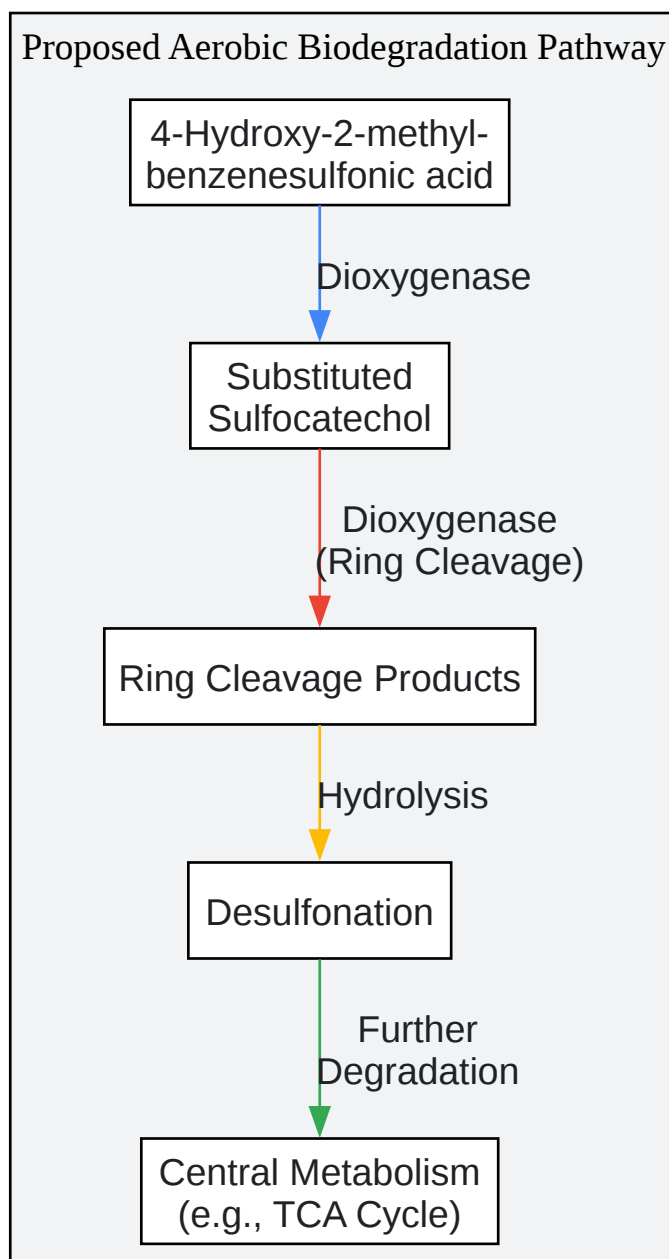 Proposed Aerobic Biodegradation Pathway
4-Hydroxy-2-methyl-
benzenesulfonic acid
Dioxygenase
Substituted
Sulfocatechol
Dioxygenase
(Ring Cleavage)
Ring Cleavage Products
Hydrolysis
Desulfonation
Further
Degradation
Central Metabolism
(e.g., TCA Cycle)